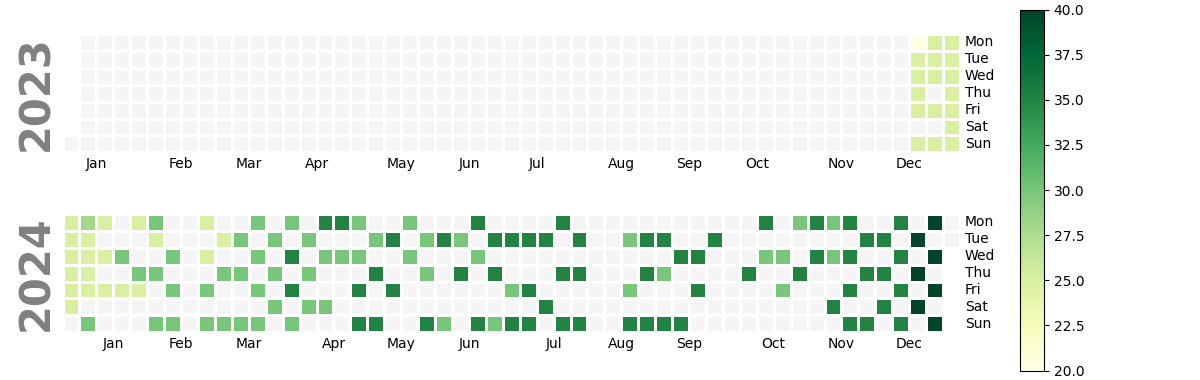 2023
Mon
Tue
Wed
Thu
Fri
Sat
Sun
Jan Feb Mar Apr May Jun Jul Aug Sep Oct Nov Dec
2024
Mon
Tue
Wed
Thu
Fri
Sat
Sun
Jan Feb Mar Apr May Jun Jul Aug Sep Oct Nov Dec
40.0
37.5
35.0
32.5
30.0
27.5
25.0
22.5
20.0